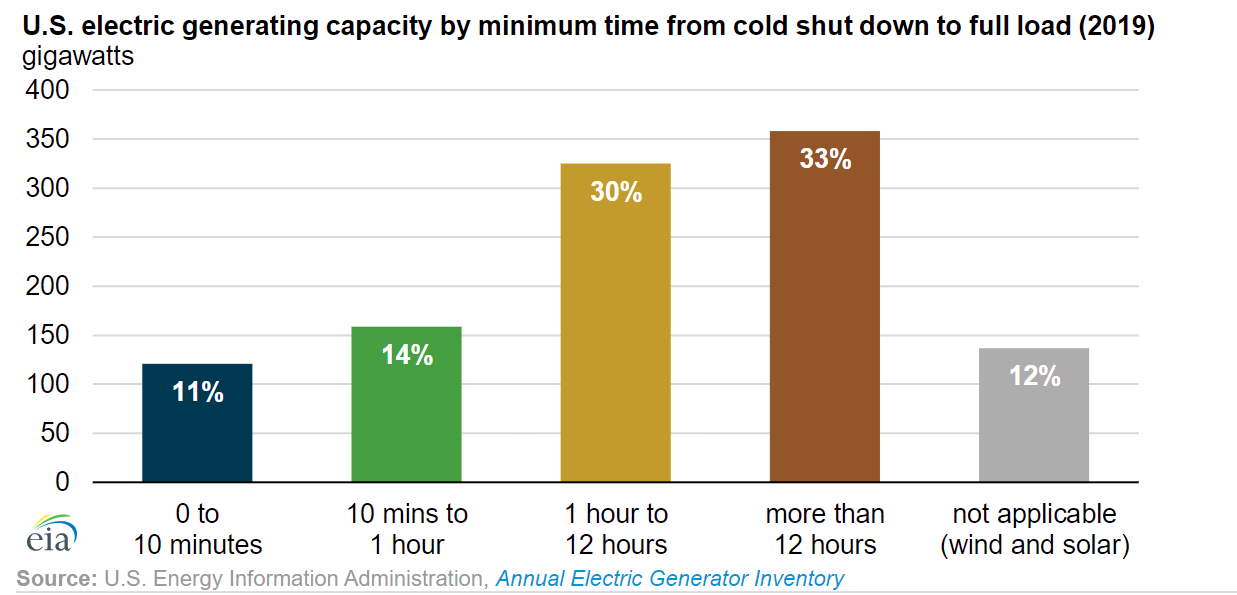 U.S. electric generating capacity by minimum time from cold shut down to full load (2019)
gigawatts
400
350
300
250
200
150
100
50
0
11%
14%
30%
33%
12%
0 to
10 minutes
10 mins to
1 hour
1 hour to
12 hours
more than
12 hours
not applicable
(wind and solar)
eia
Source: U.S. Energy Information Administration, Annual Electric Generator Inventory